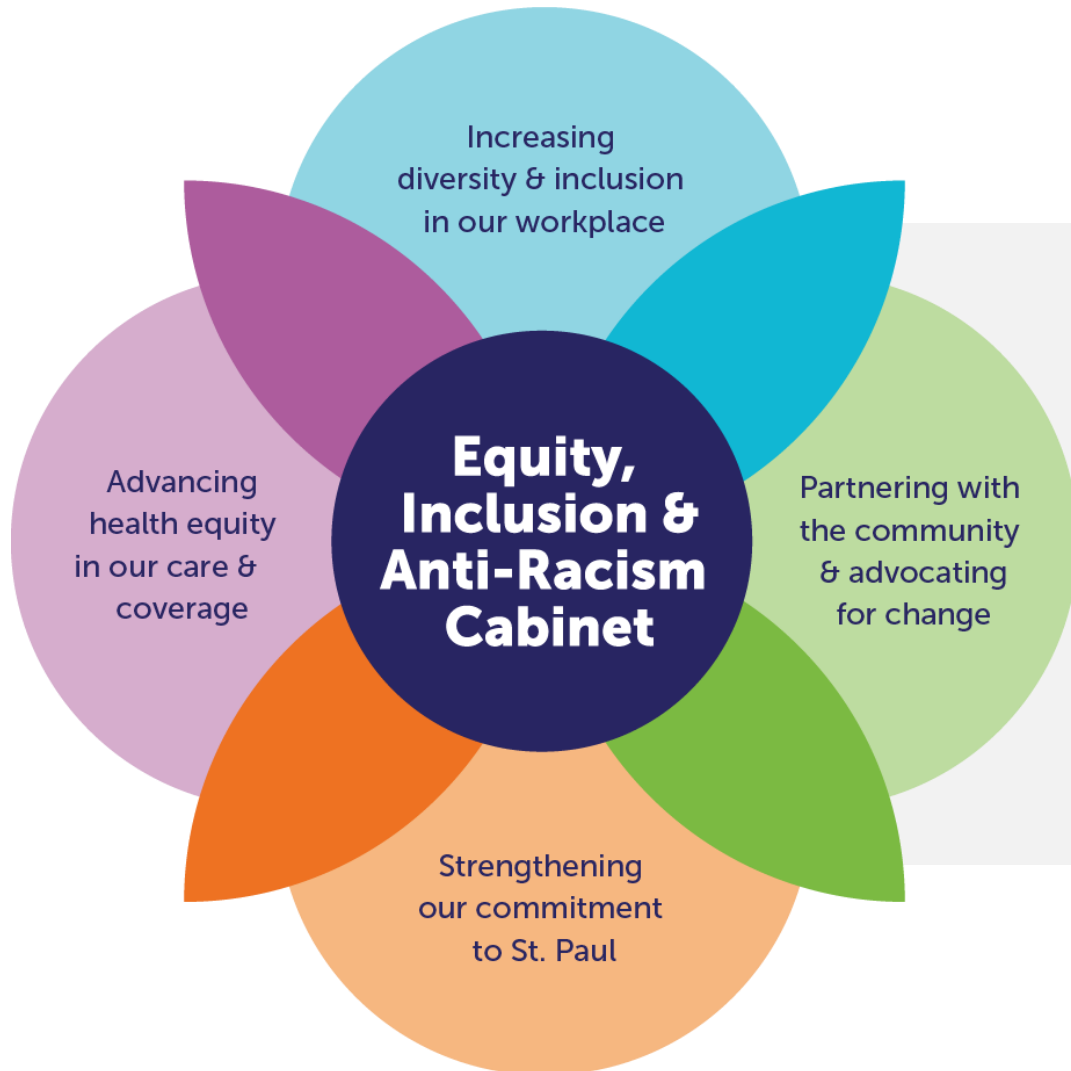 Increasing
diversity & inclusion
in our workplace
Advancing
health equity
in our care &
coverage
Equity,
Inclusion &
Anti-Racism
Cabinet
Partnering with
the community
& advocating
for change
Strengthening
our commitment
to St. Paul